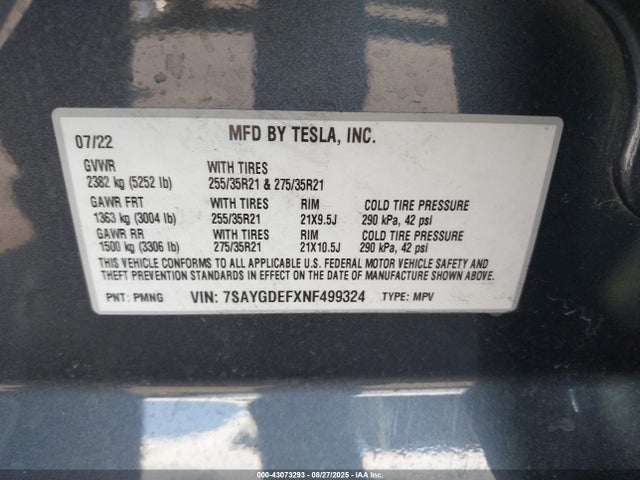 07/22 MFD BY TESLA, INC.
GVWR WITH TIRES
2382 kg (5252 lb) 255/35R21 & 275/35R21
GAWR FRT WITH TIRES RIM COLD TIRE PRESSURE
1363 kg (3004 lb) 255/35R21 21X9.5J 290 kPa, 42 psi
GAWR RR WITH TIRES RIM COLD TIRE PRESSURE
1500 kg (3306 lb) 275/35R21 21X10.5J 290 kPa, 42 psi
THIS VEHICLE CONFORMS TO ALL APPLICABLE U.S. FEDERAL MOTOR VEHICLE SAFETY AND
THEFT PREVENTION STANDARDS IN EFFECT ON THE DATE OF MANUFACTURE SHOWN ABOVE.
PNT: PMNG VIN: 7SAYGDEFXNF499324 TYPE: MPV
000-43073293 - 08/27/2025 - IAAI.COM